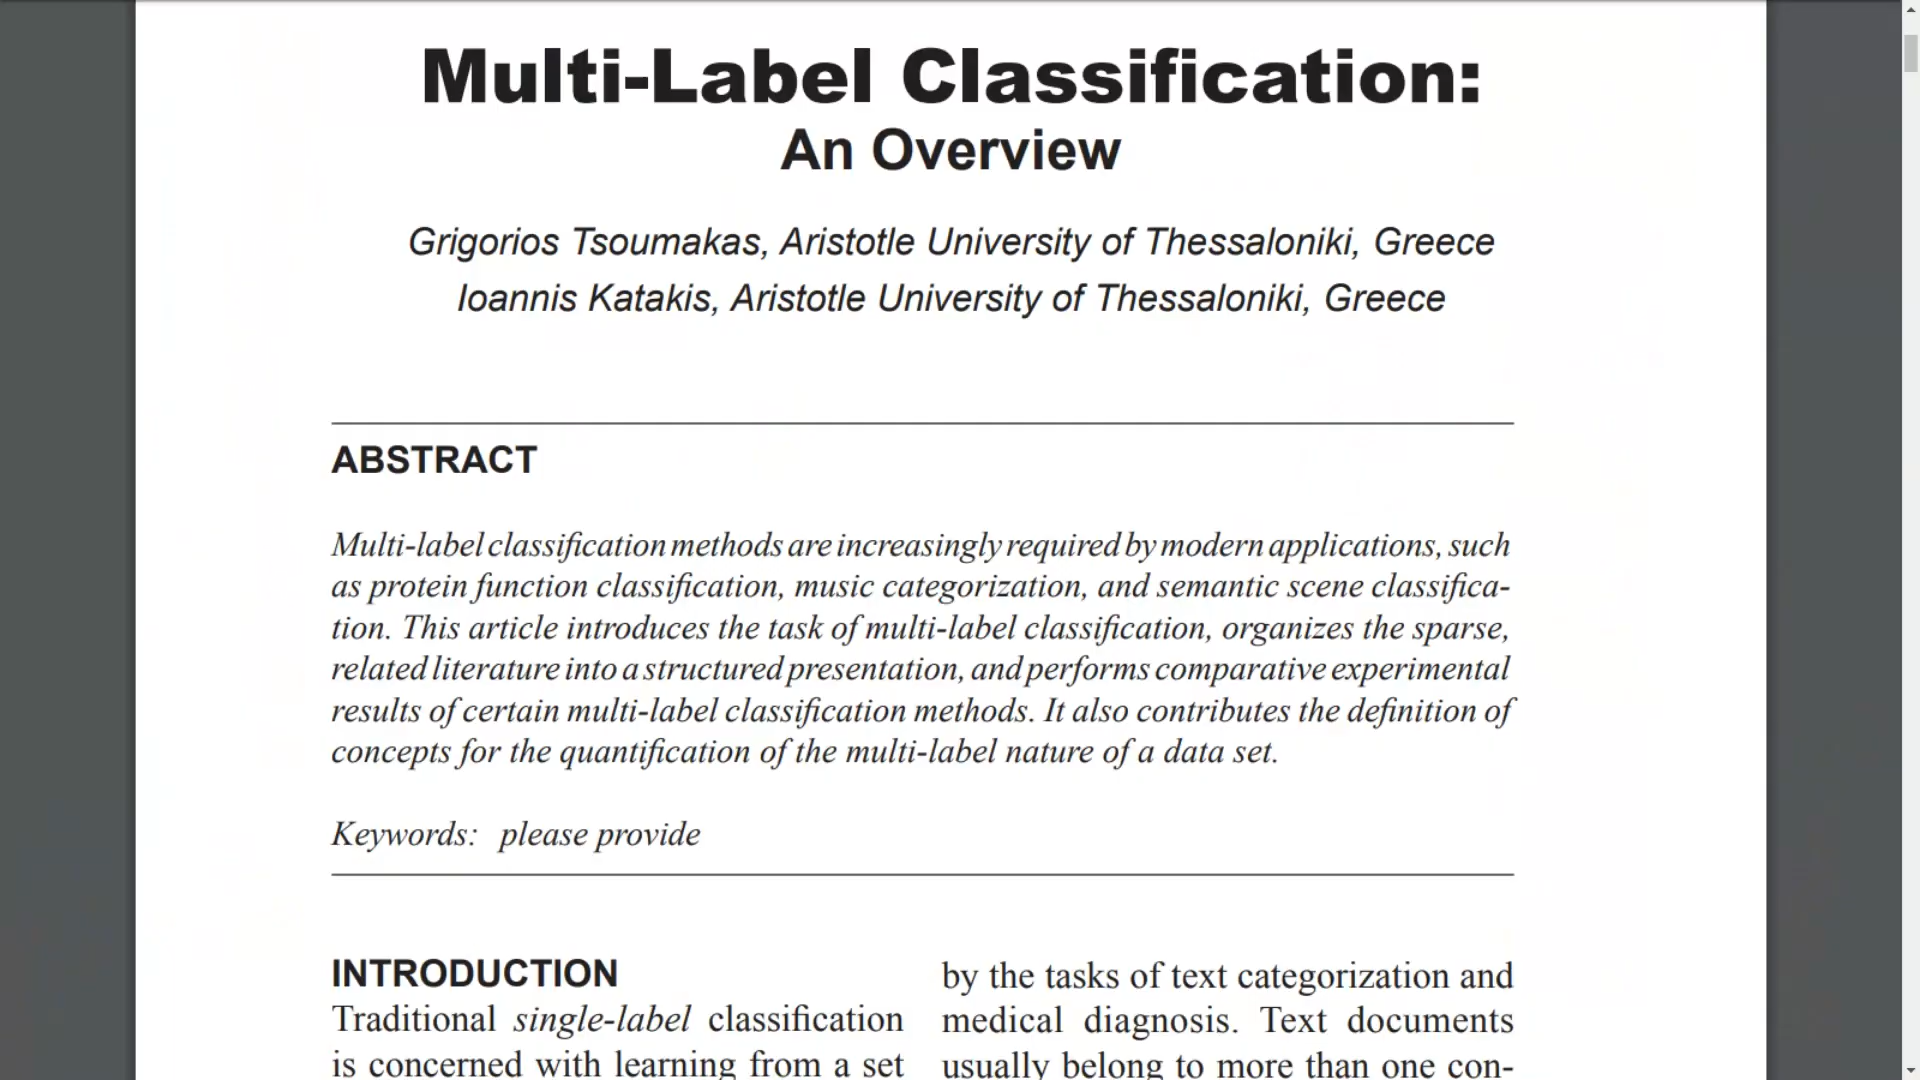 Multi-Label Classification:
An Overview
Grigorios Tsoumakas, Aristotle University of Thessaloniki, Greece
Ioannis Katakis, Aristotle University of Thessaloniki, Greece
ABSTRACT
Multi-label classification methods are increasingly required by modern applications, such
as protein function classification, music categorization, and semantic scene classifica-
tion. This article introduces the task of multi-label classification, organizes the sparse,
related literature into a structured presentation, and performs comparative experimental
results of certain multi-label classification methods. It also contributes the definition of
concepts for the quantification of the multi-label nature of a data set.
Keywords: please provide
INTRODUCTION
Traditional single-label classification
is concerned with learning from a set
by the tasks of text categorization and
medical diagnosis. Text documents
usually belong to more than one con-